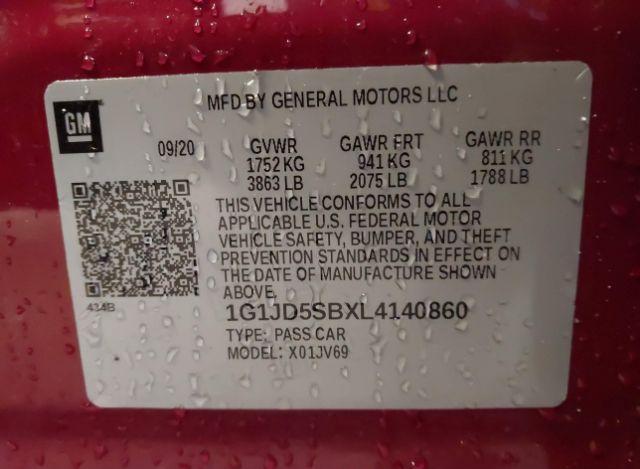 MFD BY GENERAL MOTORS LLC
GM
09/20 GVWR GAWR FRT GAWR RR
1752 KG 941 KG 811 KG
3863 LB 2075 LB 1788 LB
THIS VEHICLE CONFORMS TO ALL
APPLICABLE U.S. FEDERAL MOTOR
VEHICLE SAFETY, BUMPER, AND THEFT
PREVENTION STANDARDS IN EFFECT ON
THE DATE OF MANUFACTURE SHOWN
ABOVE.
434B
1G1JD5SBXL4140860
TYPE: PASS CAR
MODEL: X01JV69